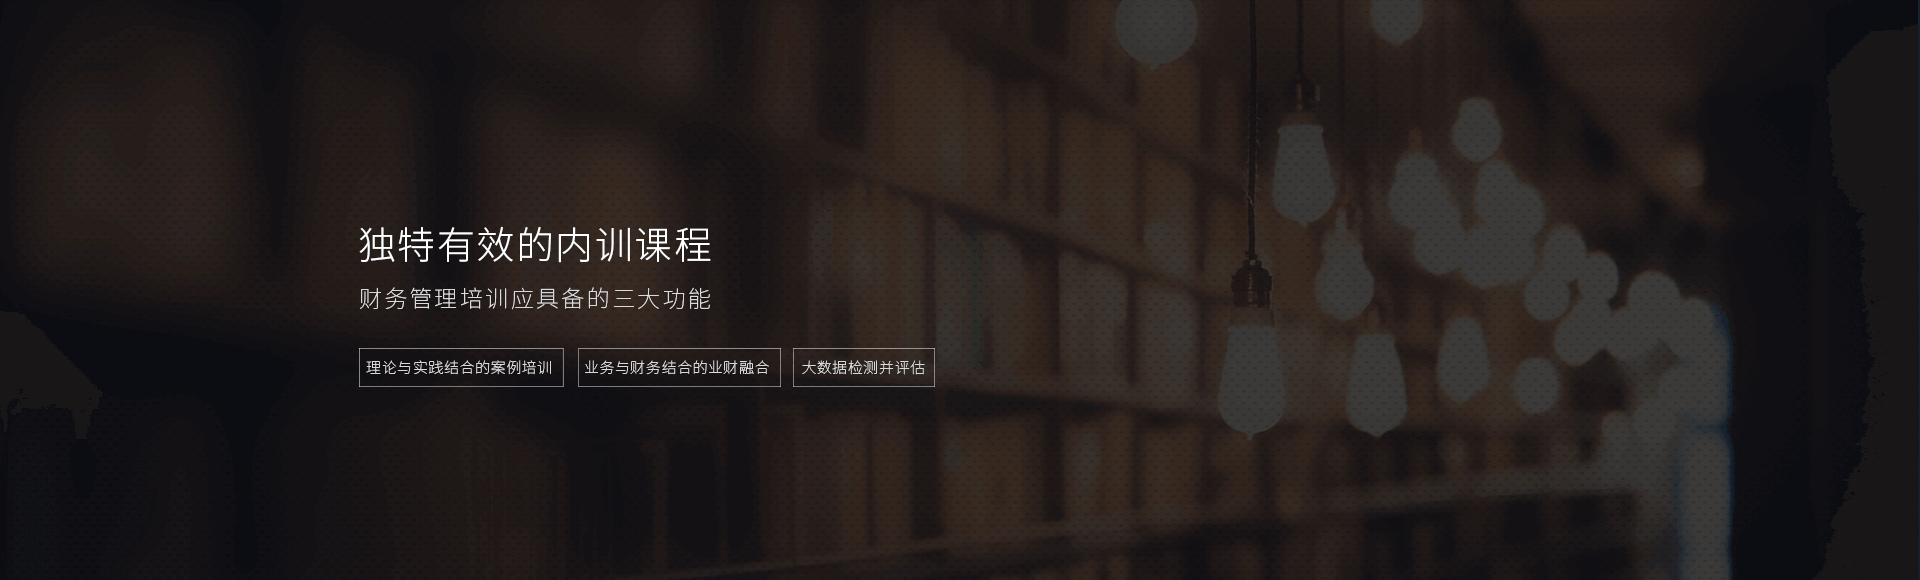 独特有效的内训课程
财务管理培训应具备的三大功能
理论与实践结合的案例培训 业务与财务结合的业财融合 大数据检测并评估